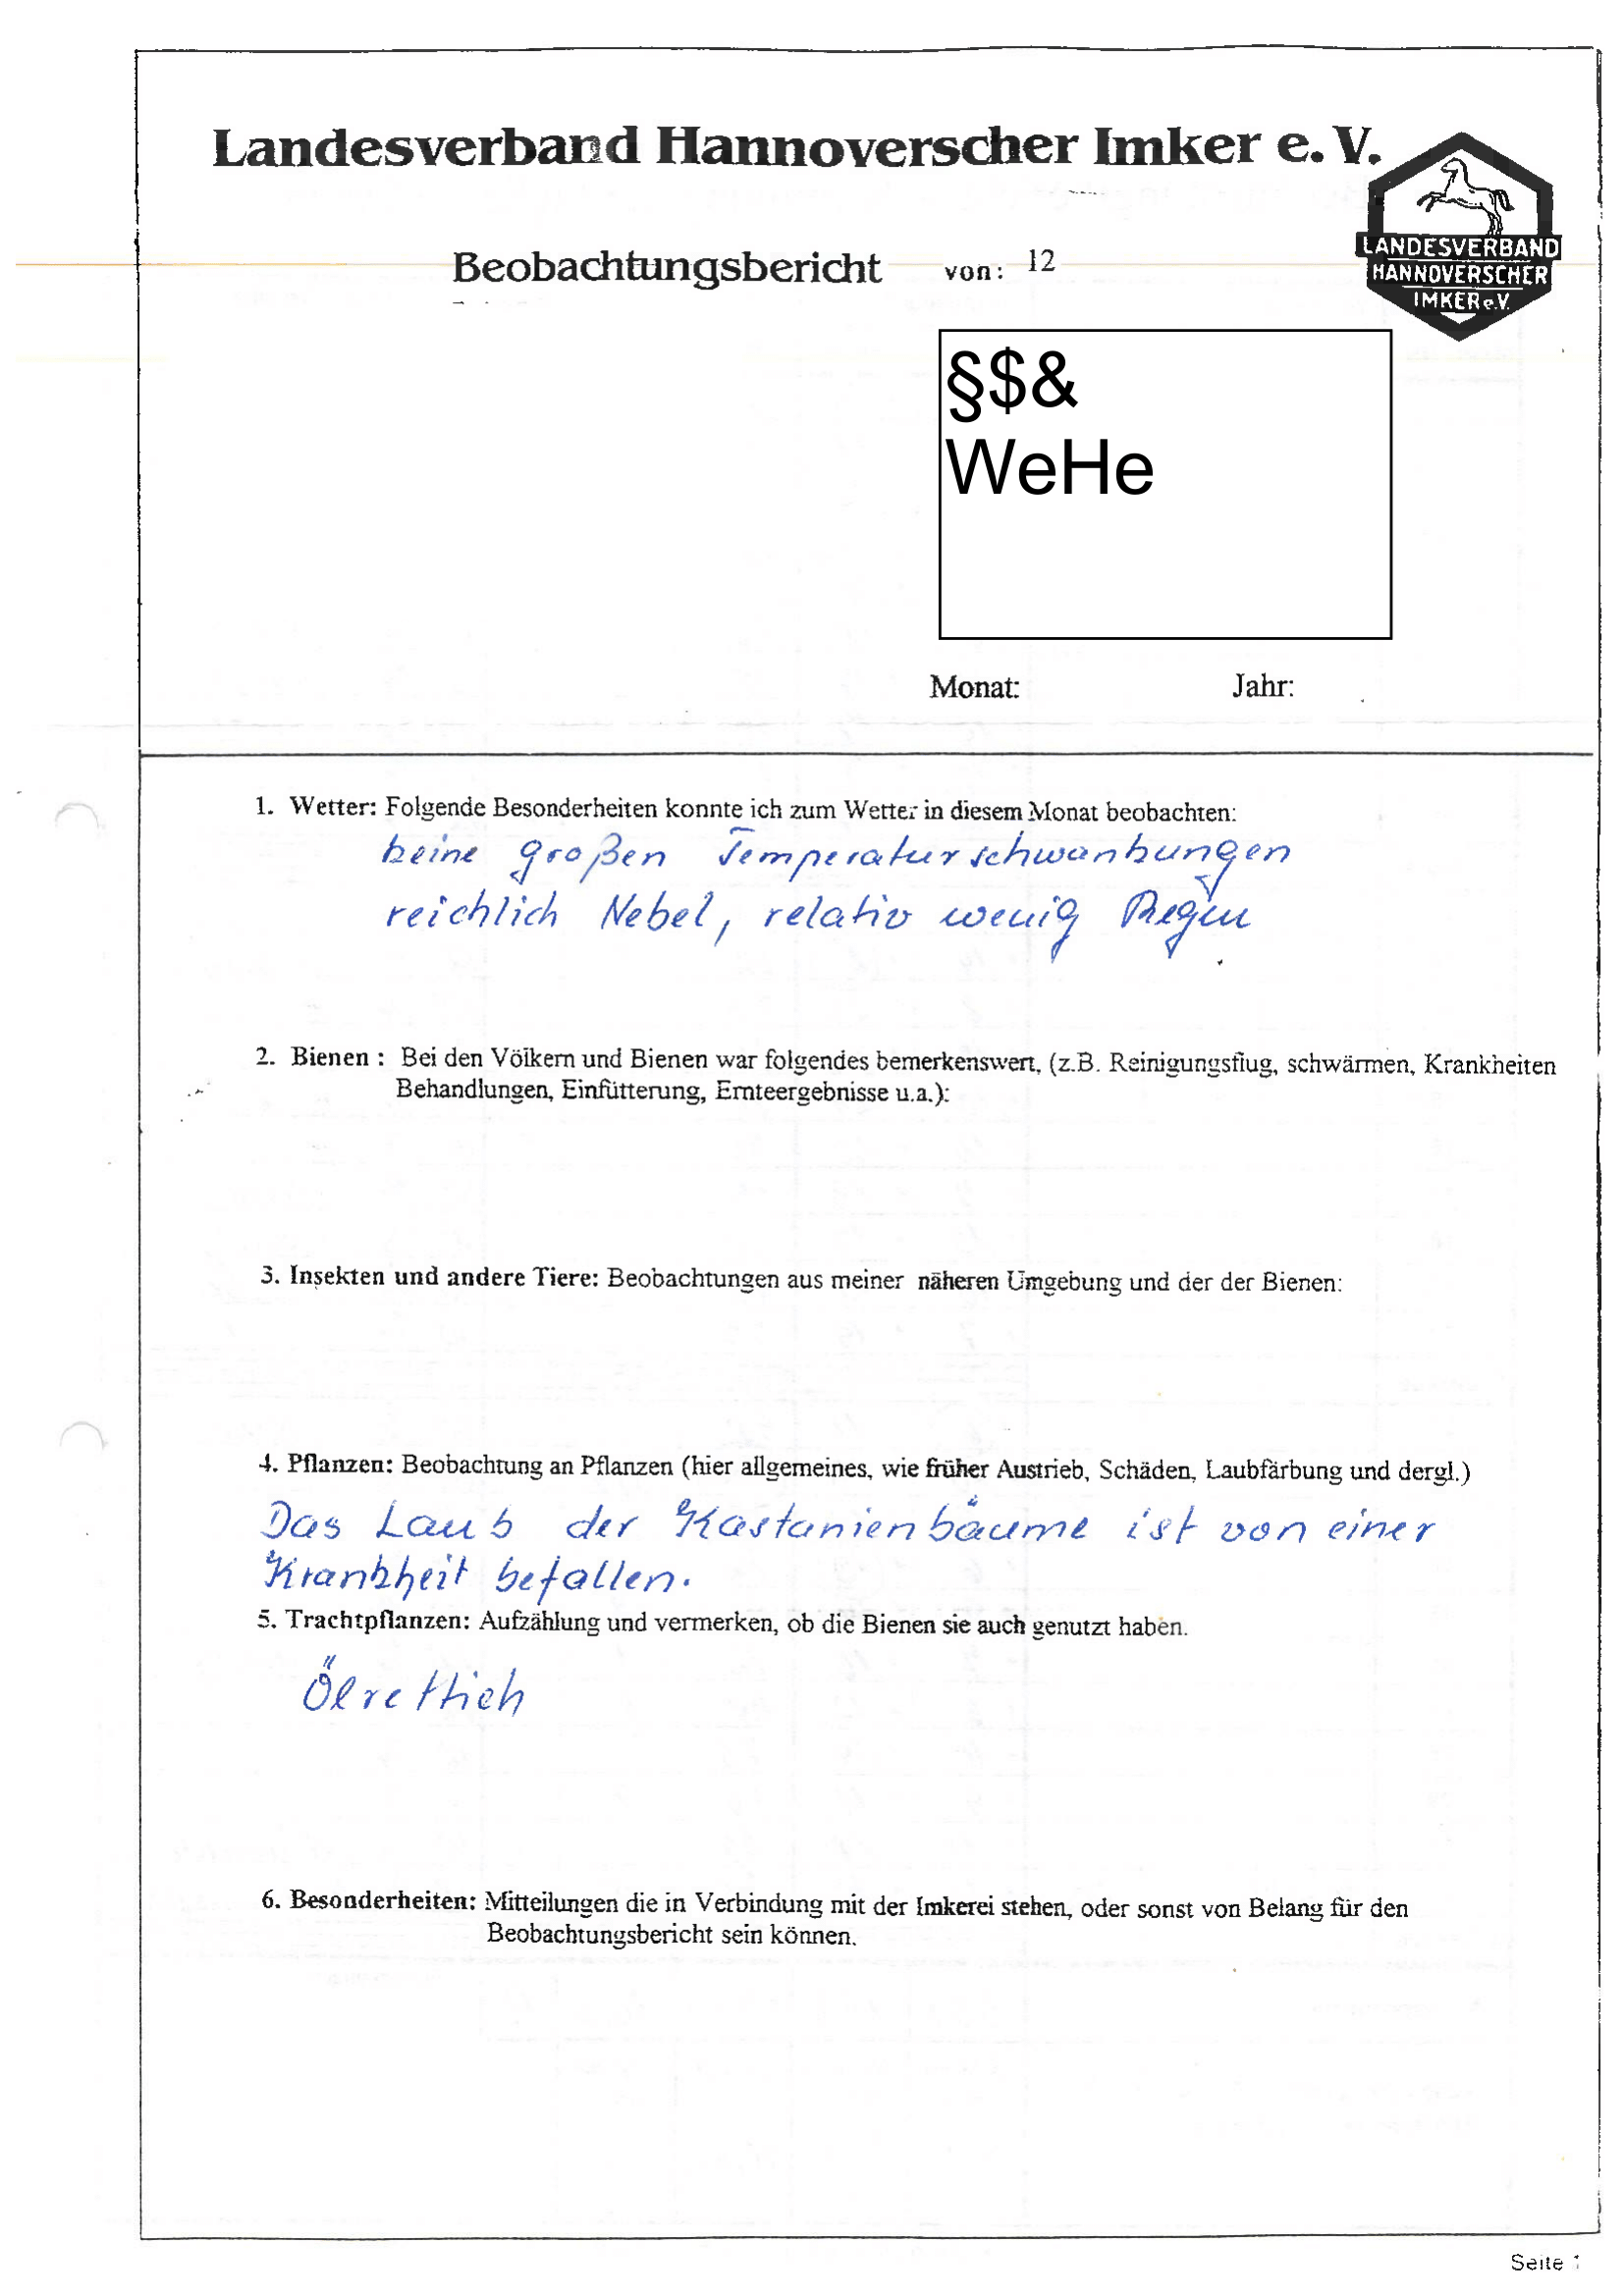 Landesverband Hannoverscher Imker e. V.
LANDESVERBAND
HANNOVERSCHER
IMKER e.V.
Beobachtungsbericht von: 12
§$&
WeHe
Monat: Jahr:
1. Wetter: Folgende Besonderheiten konnte ich zum Wetter in diesem Monat beobachten:
keine großen Temperaturschwankungen
reichlich Nebel, relativ wenig Regen
2. Bienen : Bei den Völkern und Bienen war folgendes bemerkenswert, (z.B. Reinigungsflug, schwärmen, Krankheiten
Behandlungen, Einfütterung, Ernteergebnisse u.a.):
3. Insekten und andere Tiere: Beobachtungen aus meiner näheren Umgebung und der der Bienen:
4. Pflanzen: Beobachtung an Pflanzen (hier allgemeines, wie früher Austrieb, Schäden, Laubfärbung und dergl.)
Das Laub der Kastanienbäume ist von einer
Krankheit befallen.
5. Trachtpflanzen: Aufzählung und vermerken, ob die Bienen sie auch genutzt haben.
Ölrettich
6. Besonderheiten: Mitteilungen die in Verbindung mit der Imkerei stehen, oder sonst von Belang für den
Beobachtungsbericht sein können.
Seite 1